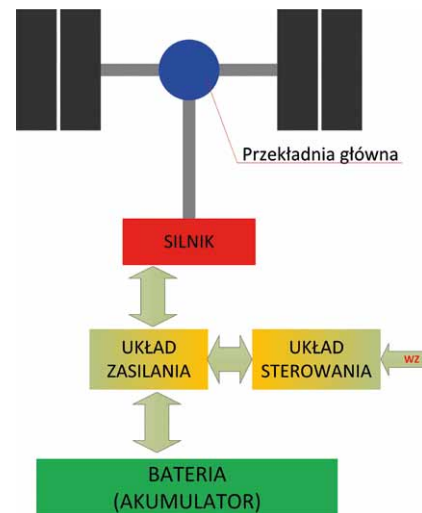 Przekładnia główna
SILNIK
UKŁAD
ZASILANIA
UKŁAD
STEROWANIA
WZ
BATERIA
(AKUMULATOR)